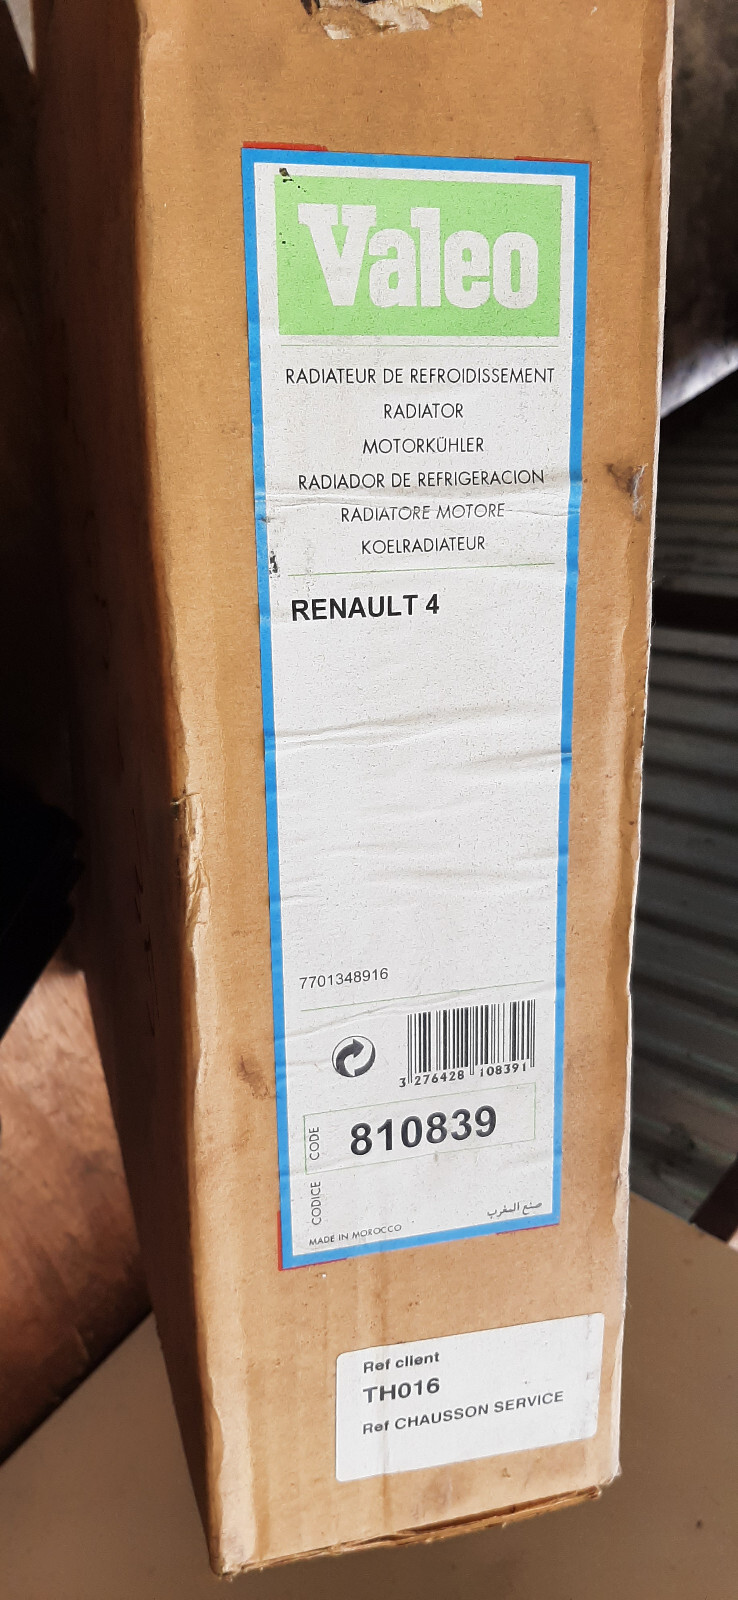 Valeo
RADIATEUR DE REFROIDISSEMENT
RADIATOR
MOTORKÜHLER
RADIADOR DE REFRIGERACION
RADIATORE MOTORE
KOELRADIATEUR
RENAULT 4
7701348916
3 276428 108391
CODICE CODE
810839
صنع المغرب
MADE IN MOROCCO
Ref client
TH016
Ref CHAUSSON SERVICE